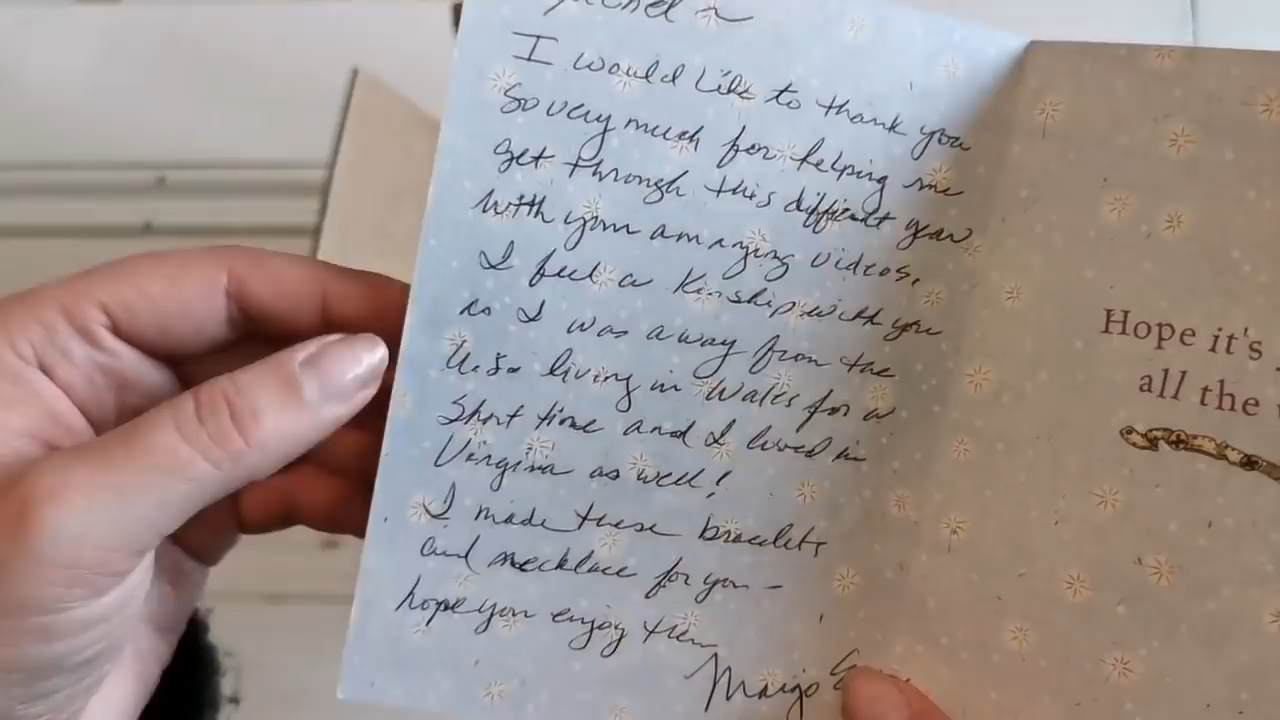 I would like to thank you
so very much for helping me
get through this difficult year
with your amazing videos.
I feel a Kinship with you
as I was away from the
U.S. living in Wales for a
short time and I lived in
Virgina as well!
I made these bracelets
and necklace for you –
hope you enjoy them
Margo
Hope it's
all the